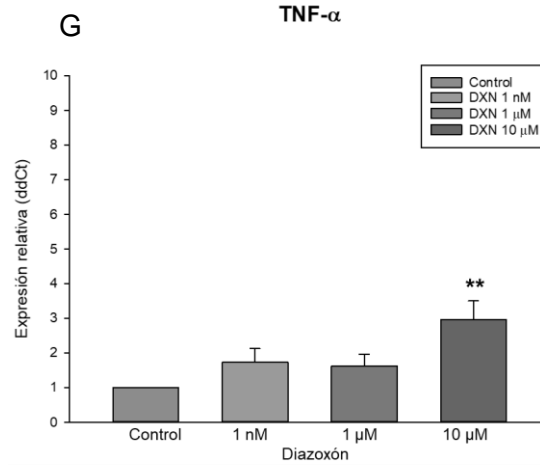 G
TNF-α
Control
DXN 1 nM
DXN 1 μM
DXN 10 μM
Expresión relativa (ddCt)
10
9
8
7
6
5
4
3
2
1
0
**
Control 1 nM 1 μM 10 μM
Diazoxón